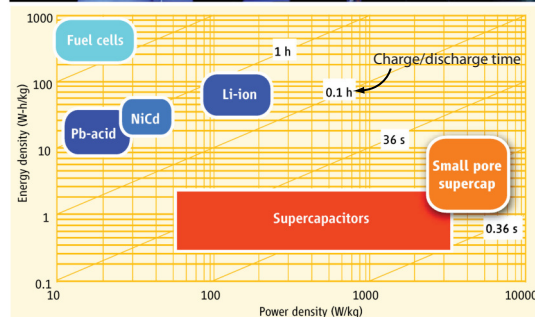 1000
Fuel cells
1 h
Charge/discharge time
100
Li-ion
0.1 h
NiCd
Pb-acid
36 s
10
Small pore
supercap
Supercapacitors
1
0.36 s
0.1
10
100
1000
10000
Energy density (W-h/kg)
Power density (W/kg)